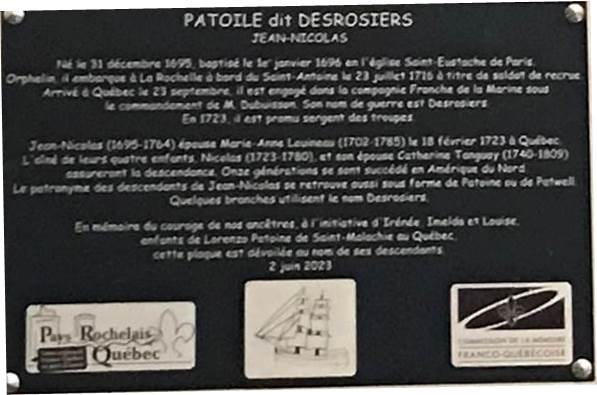 PATOILE dit DESROSIERS
JEAN-NICOLAS
Né le 31 décembre 1695, baptisé le 1er janvier 1696 en l'église Saint-Eustache de Paris.
Orphelin, il embarque à La Rochelle à bord du Saint-Antoine le 23 juillet 1716 à titre de soldat de recrue.
Arrivé à Québec le 23 septembre, il est engagé dans la compagnie Franche de la Marine sous
le commandement de M. Dubuisson. Son nom de guerre est Desrosiers.
En 1723, il est promu sergent des troupes.
Jean-Nicolas (1695-1764) épouse Marie-Anne Louineau (1702-1785) le 18 février 1723 à Québec.
L'aîné de leurs quatre enfants, Nicolas (1723-1780), et son épouse Catherine Tanguay (1740-1809)
assureront la descendance. Onze générations se sont succédé en Amérique du Nord.
Le patronyme des descendants de Jean-Nicolas se retrouve aussi sous forme de Patoine ou de Patwell.
Quelques branches utilisent le nom Desrosiers.
En mémoire du courage de nos ancêtres, à l'initiative d'Irénée, Imelda et Louise,
enfants de Lorenzo Patoine de Saint-Malachie au Québec,
cette plaque est dévoilée au nom de ses descendants.
2 juin 2023
Pays Rochelais
Québec
COMMISSION DE LA MÉMOIRE
FRANCO-QUÉBÉCOISE